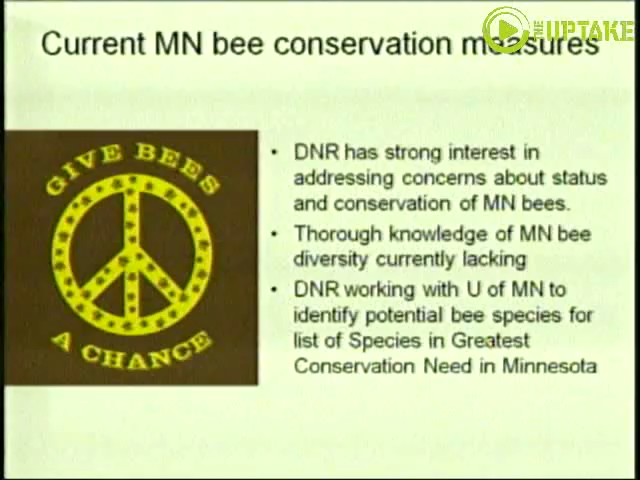 THE UPTAKE
Current MN bee conservation measures
GIVE BEES
A CHANCE
• DNR has strong interest in
addressing concerns about status
and conservation of MN bees.
• Thorough knowledge of MN bee
diversity currently lacking
• DNR working with U of MN to
identify potential bee species for
list of Species in Greatest
Conservation Need in Minnesota